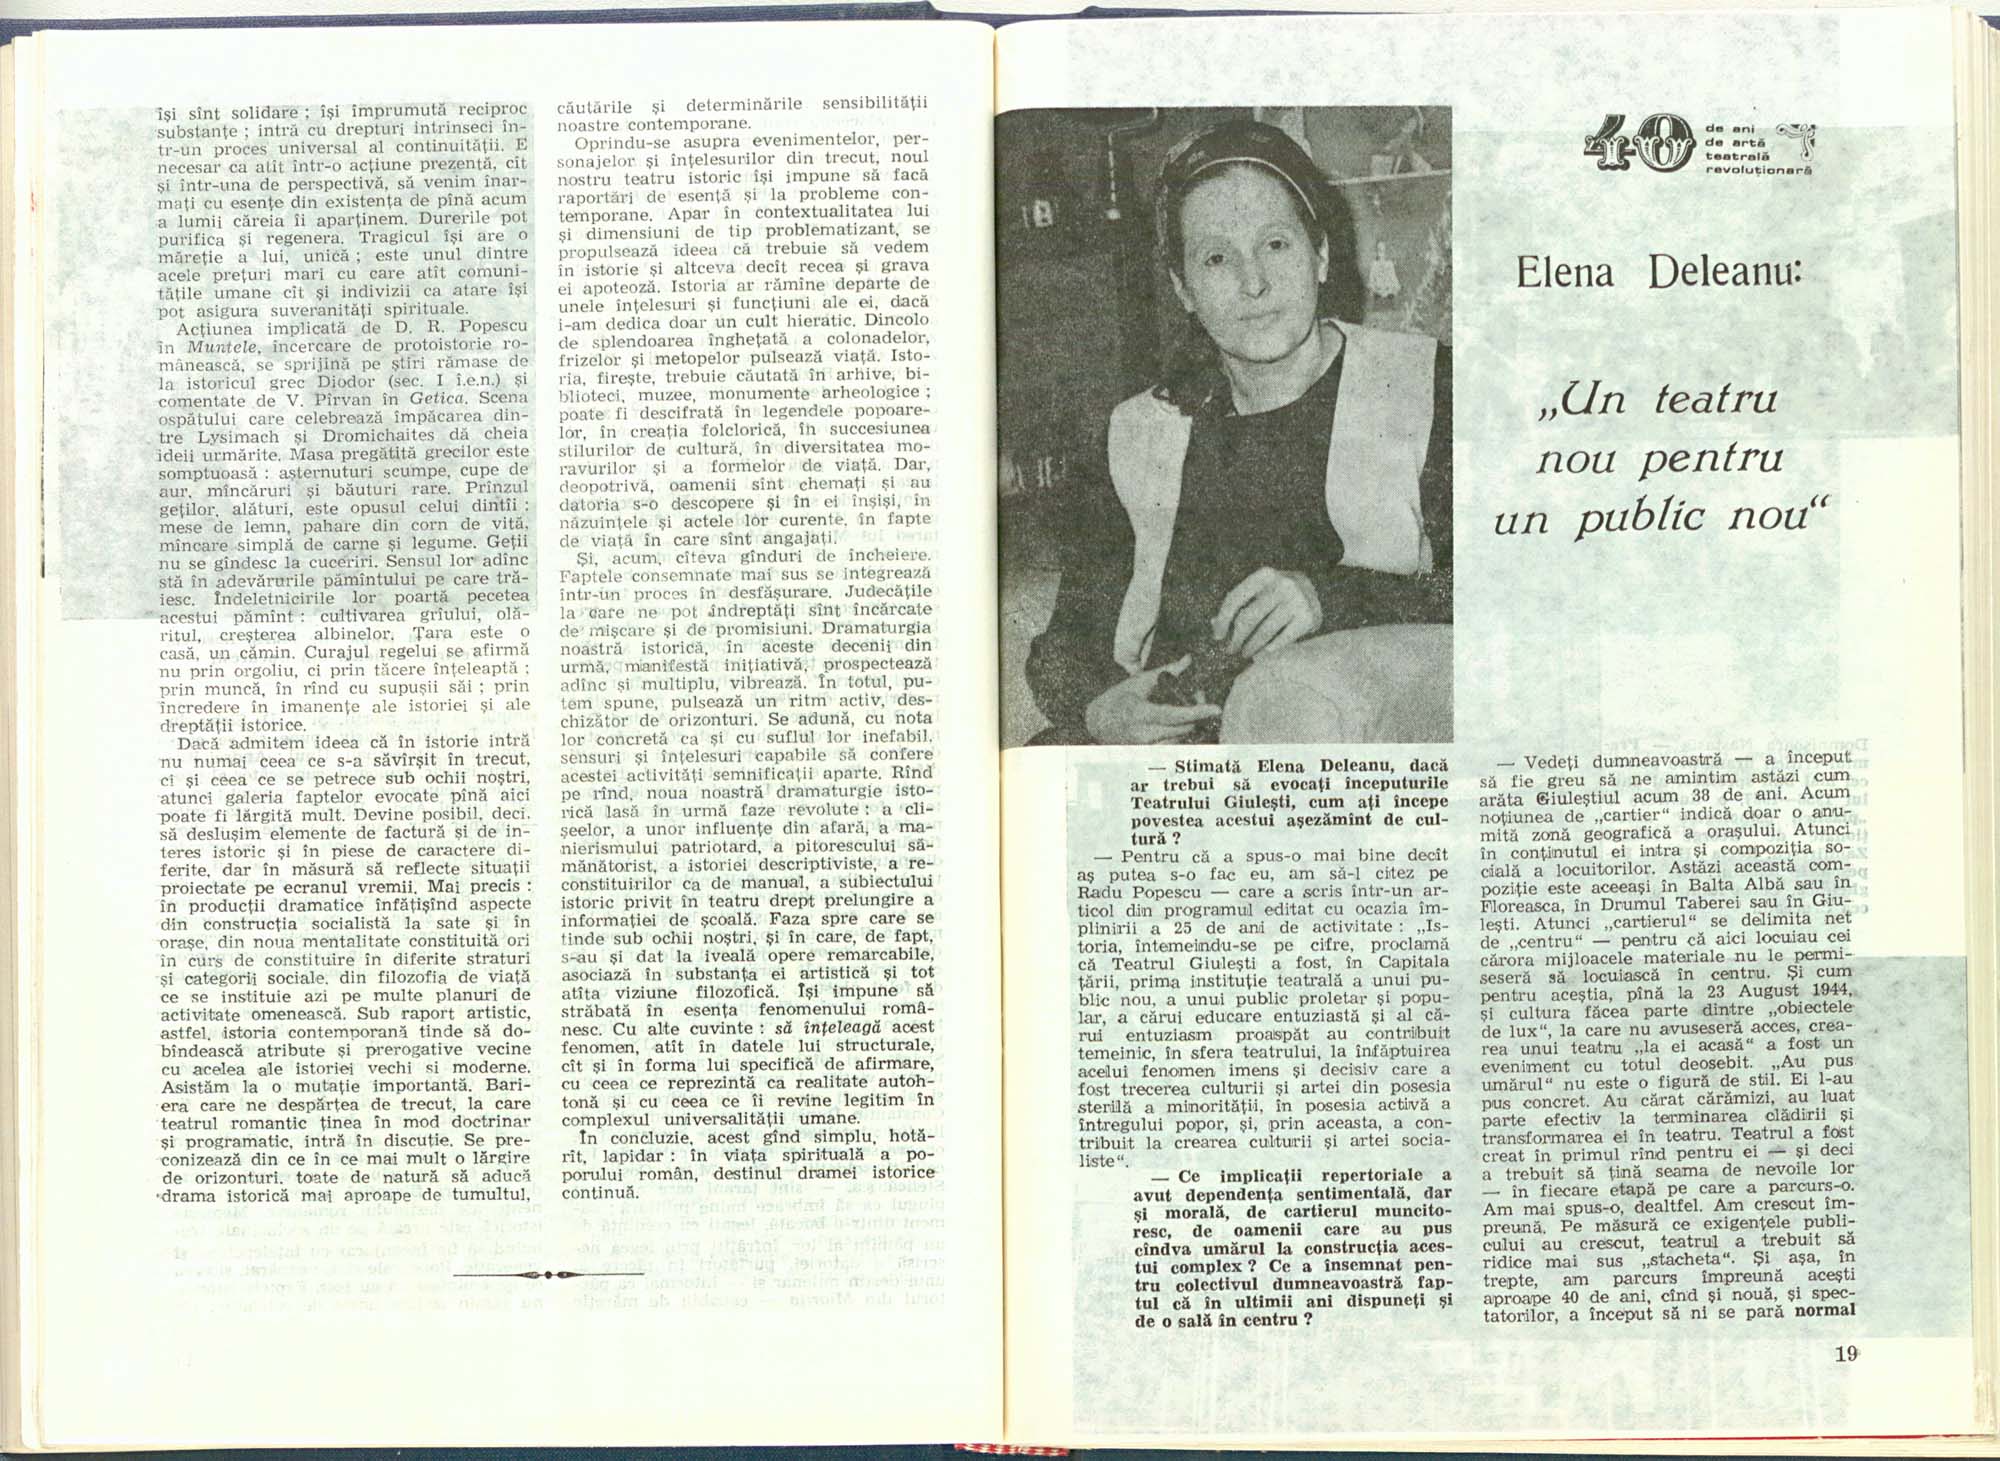 își sînt solidare ; își împrumută reciproc
substanțe ; intră cu drepturi intrinseci în-
tr-un proces universal al continuității. E
necesar ca atît într-o acțiune prezentă, cît
și într-una de perspectivă, să venim înar-
mați cu esențe din existența de pînă acum
a lumii căreia îi aparținem. Durerile pot
purifica și regenera. Tragicul își are o
măreție a lui, unică ; este unul dintre
acele prețuri mari cu care atît comuni-
tățile umane cît și indivizii ca atare își
pot asigura suveranități spirituale.
Acțiunea implicată de D. R. Popescu
în Muntele, încercare de protoistorie ro-
mânească, se sprijină pe știri rămase de
la istoricul grec Diodor (sec. I î.e.n.) și
comentate de V. Pîrvan în Getica. Scena
ospătului care celebrează împăcarea din-
tre Lysimach și Dromichaites dă cheia
ideii urmărite. Masa pregătită grecilor este
somptuoasă : așternuturi scumpe, cupe de
aur, mîncăruri și băuturi rare. Prînzul
geților, alături, este opusul celui dintîi :
mese de lemn, pahare din corn de vită,
mîncare simplă de carne și legume. Geții
nu se gîndesc la cuceriri. Sensul lor adînc
stă în adevărurile pămîntului pe care tră-
iesc. Îndeletnicirile lor poartă pecetea
acestui pămînt : cultivarea grîului, olă-
ritul, creșterea albinelor. Țara este o
casă, un cămin. Curajul regelui se afirmă
nu prin orgoliu, ci prin tăcere înțeleaptă ;
prin muncă, în rînd cu supușii săi ; prin
încredere în imanențe ale istoriei și ale
dreptății istorice.
Dacă admitem ideea că în istorie intră
nu numai ceea ce s-a săvîrșit în trecut,
ci și ceea ce se petrece sub ochii noștri,
atunci galeria faptelor evocate pînă aici
poate fi lărgită mult. Devine posibil, deci,
să deslușim elemente de factură și de in-
teres istoric și în piese de caractere di-
ferite, dar în măsură să reflecte situații
proiectate pe ecranul vremii. Mai precis :
în producții dramatice înfățișînd aspecte
din construcția socialistă la sate și în
orașe, din noua mentalitate constituită ori
în curs de constituire în diferite straturi
și categorii sociale, din filozofia de viață
ce se instituie azi pe multe planuri de
activitate omenească. Sub raport artistic,
astfel, istoria contemporană tinde să do-
bîndească atribute și prerogative vecine
cu acelea ale istoriei vechi și moderne.
Asistăm la o mutație importantă. Bari-
era care ne despărțea de trecut, la care
teatrul romantic ținea în mod doctrinar
și programatic, intră în discuție. Se pre-
conizează din ce în ce mai mult o lărgire
de orizonturi, toate de natură să aducă
drama istorică mai aproape de tumultul,
căutările și determinările sensibilității
noastre contemporane.
Oprindu-se asupra evenimentelor, per-
sonajelor și înțelesurilor din trecut, noul
nostru teatru istoric își impune să facă
raportări de esență și la probleme con-
temporane. Apar în contextualitatea lui
și dimensiuni de tip problematizant, se
propulsează ideea că trebuie să vedem
în istorie și altceva decît recea și grava
ei apoteoză. Istoria ar rămîne departe de
unele înțelesuri și funcțiuni ale ei, dacă
i-am dedica doar un cult hieratic. Dincolo
de splendoarea înghețată a colonadelor,
frizelor și metopelor pulsează viață. Isto-
ria, firește, trebuie căutată în arhive, bi-
blioteci, muzee, monumente arheologice ;
poate fi descifrată în legendele popoare-
lor, în creația folclorică, în succesiunea
stilurilor de cultură, în diversitatea mo-
ravurilor și a formelor de viață. Dar,
deopotrivă, oamenii sînt chemați și au
datoria s-o descopere și în ei înșiși, în
năzuințele și actele lor curente, în fapte
de viață în care sînt angajați.
Și, acum, cîteva gînduri de încheiere.
Faptele consemnate mai sus se integrează
într-un proces în desfășurare. Judecățile
la care ne pot îndreptăți sînt încărcate
de mișcare și de promisiuni. Dramaturgia
noastră istorică, în aceste decenii din
urmă, manifestă inițiativă, prospectează
adînc și multiplu, vibrează. În totul, pu-
tem spune, pulsează un ritm activ, des-
chizător de orizonturi. Se adună, cu nota
lor concretă ca și cu suflul lor inefabil,
sensuri și înțelesuri capabile să confere
acestei activități semnificații aparte. Rînd
pe rînd, noua noastră dramaturgie isto-
rică lasă în urmă faze revolute : a cli-
șeelor, a unor influențe din afară, a ma-
nierismului patriotard, a pitorescului să-
mănătorist, a istoriei descriptiviste, a re-
constituirilor ca de manual, a subiectului
istoric privit în teatru drept prelungire a
informației de școală. Faza spre care se
tinde sub ochii noștri, și în care, de fapt,
s-au și dat la iveală opere remarcabile,
asociază în substanța ei artistică și tot
atîta viziune filozofică. Își impune să
străbată în esența fenomenului româ-
nesc. Cu alte cuvinte : să înțeleagă acest
fenomen, atît în datele lui structurale,
cît și în forma lui specifică de afirmare,
cu ceea ce reprezintă ca realitate autoh-
tonă și cu ceea ce îi revine legitim în
complexul universalității umane.
În concluzie, acest gînd simplu, hotă-
rît, lapidar : în viața spirituală a po-
porului român, destinul dramei istorice
continuă.
40 de ani
de artă
teatrală
revoluționară
Elena Deleanu:
„Un teatru
nou pentru
un public nou“
— Stimată Elena Deleanu, dacă
ar trebui să evocați începuturile
Teatrului Giulești, cum ați începe
povestea acestui așezămînt de cul-
tură ?
— Pentru că a spus-o mai bine decît
aș putea s-o fac eu, am să-l citez pe
Radu Popescu — care a scris într-un ar-
ticol din programul editat cu ocazia îm-
plinirii a 25 de ani de activitate : „Is-
toria, întemeindu-se pe cifre, proclamă
că Teatrul Giulești a fost, în Capitala
țării, prima instituție teatrală a unui pu-
blic nou, a unui public proletar și popu-
lar, a cărui educare entuziastă și al că-
rui entuziasm proaspăt au contribuit
temeinic, în sfera teatrului, la înfăptuirea
acelui fenomen imens și decisiv care a
fost trecerea culturii și artei din posesia
sterilă a minorității, în posesia activă a
întregului popor, și, prin aceasta, a con-
tribuit la crearea culturii și artei socia-
liste“.
— Ce implicații repertoriale a
avut dependența sentimentală, dar
și morală, de cartierul muncito-
resc, de oamenii care au pus
cîndva umărul la construcția aces-
tui complex ? Ce a însemnat pen-
tru colectivul dumneavoastră fap-
tul că în ultimii ani dispuneți și
de o sală în centru ?
— Vedeți dumneavoastră — a început
să fie greu să ne amintim astăzi cum
arăta Giuleștiul acum 38 de ani. Acum
noțiunea de „cartier“ indică doar o anu-
mită zonă geografică a orașului. Atunci
în conținutul ei intra și compoziția so-
cială a locuitorilor. Astăzi această com-
poziție este aceeași în Balta Albă sau în
Floreasca, în Drumul Taberei sau în Giu-
lești. Atunci „cartierul“ se delimita net
de „centru“ — pentru că aici locuiau cei
cărora mijloacele materiale nu le permi-
seseră să locuiască în centru. Și cum
pentru aceștia, pînă la 23 August 1944,
și cultura făcea parte dintre „obiectele
de lux“, la care nu avuseseră acces, crea-
rea unui teatru „la ei acasă“ a fost un
eveniment cu totul deosebit. „Au pus
umărul“ nu este o figură de stil. Ei l-au
pus concret. Au cărat cărămizi, au luat
parte efectiv la terminarea clădirii și
transformarea ei în teatru. Teatrul a fost
creat în primul rînd pentru ei — și deci
a trebuit să țină seama de nevoile lor
— în fiecare etapă pe care a parcurs-o.
Am mai spus-o, dealtfel. Am crescut îm-
preună. Pe măsură ce exigențele publi-
cului au crescut, teatrul a trebuit să
ridice mai sus „stacheta“. Și așa, în
trepte, am parcurs împreună acești
aproape 40 de ani, cînd și nouă, și spec-
tatorilor, a început să ni se pară normal
19